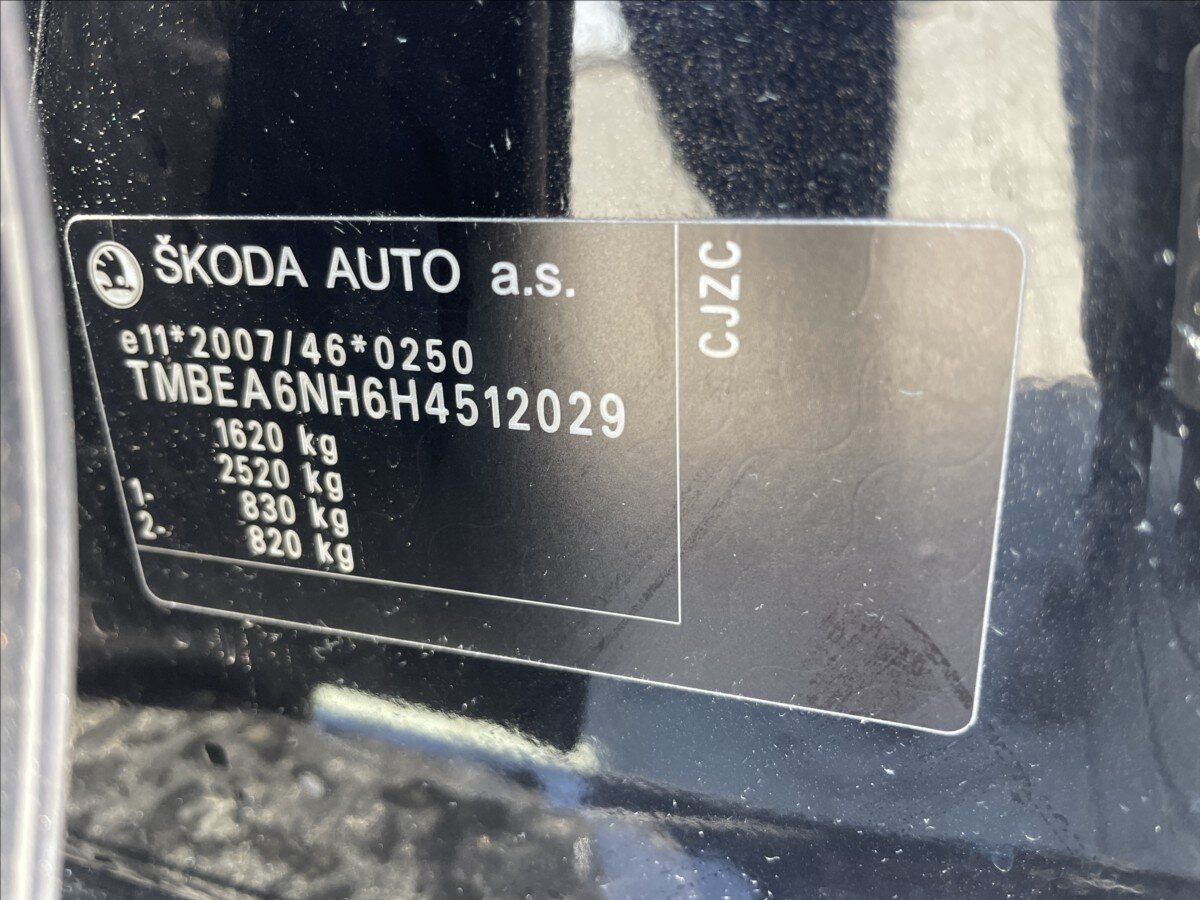 ŠKODA AUTO a.s.
e11*2007/46*0250
TMBEA6NH6H4512029
1620 kg
2520 kg
1- 830 kg
2- 820 kg
CJZC